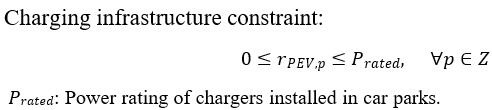 Charging infrastructure constraint:
0 ≤ r_{PEV,p} ≤ P_{rated}, ∀p ∈ Z
P_{rated}: Power rating of chargers installed in car parks.